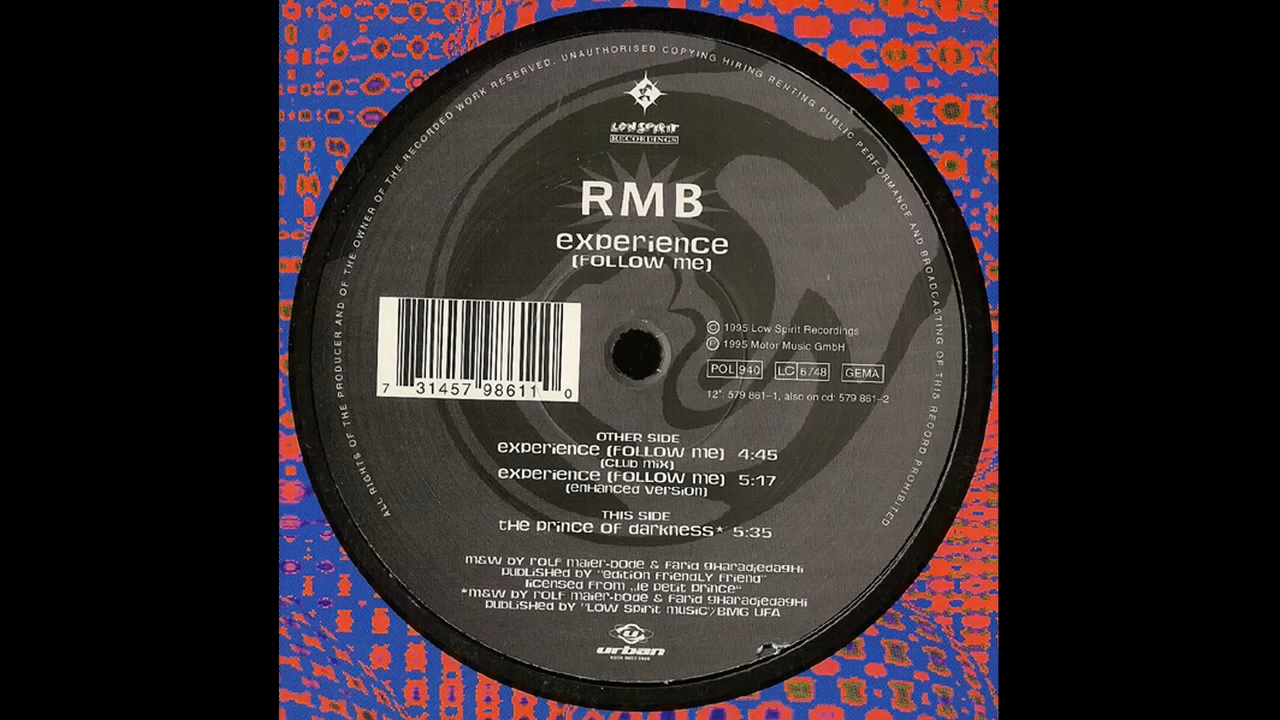 ALL RIGHTS OF THE PRODUCER AND OF THE OWNER OF THE RECORDED WORK RESERVED. UNAUTHORISED COPYING HIRING RENTING PUBLIC PERFORMANCE AND BROADCASTING OF THIS RECORD PROHIBITED
LOW SPIRIT
RECORDINGS
RMB
experience
(FOLLOW me)
7 31457 98611 0
© 1995 Low Spirit Recordings
℗ 1995 Motor Music GmbH
POL 940 LC 6748 GEMA
12": 579 861–1, also on cd: 579 861–2
OTHER SIDE
experience (FOLLOW me) 4:45
(CLUB mix)
experience (FOLLOW me) 5:17
(enHanced version)
THIS SIDE
tHe prince OF darkness* 5:35
m&w by rolf maier-bode & Farid gHaradjedagHi
published by "edition Friendly Friend"
licensed from „le petit prince"
*m&w by rolf maier-bode & Farid gHaradjedagHi
published by "Low spirit music"/BMG UFA
urban